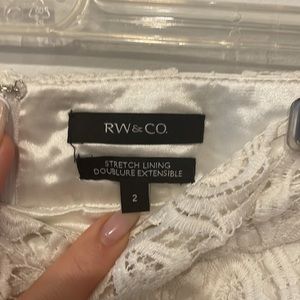 RW&CO.
STRETCH LINING
DOUBLURE EXTENSIBLE
2